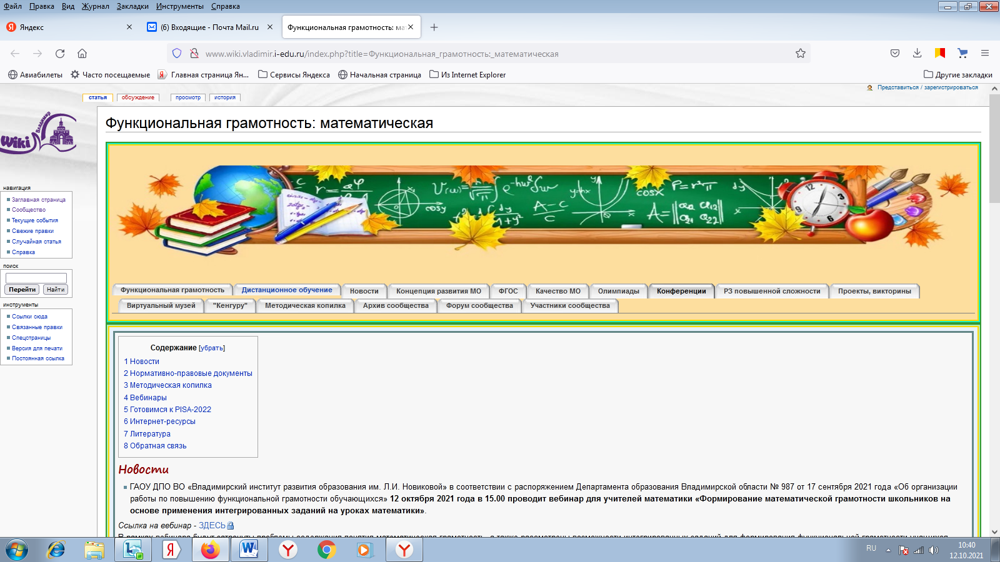 Файл Правка Вид Журнал Закладки Инструменты Справка
Яндекс
(6) Входящие - Почта Mail.ru
Функциональная грамотность: ма
www.wiki.vladimir.i-edu.ru/index.php?title=Функциональная_грамотность:_математическая
Авиабилеты Часто посещаемые Главная страница Ян... Сервисы Яндекса Начальная страница Из Internet Explorer Другие закладки
Представиться / зарегистрироваться
статья обсуждение просмотр история
Wiki Владимир
Функциональная грамотность: математическая
навигация
Заглавная страница
Сообщество
Текущие события
Свежие правки
Случайная статья
Справка
поиск
Перейти Найти
инструменты
Ссылки сюда
Связанные правки
Спецстраницы
Версия для печати
Постоянная ссылка
cosy
A-C
C
y=hx
cosx
P=r²π
12
3
6
9
Функциональная грамотность Дистанционное обучение Новости Концепция развития МО ФГОС Качество МО Олимпиады Конференции РЗ повышенной сложности Проекты, викторины
Виртуальный музей "Кенгуру" Методическая копилка Архив сообщества Форум сообщества Участники сообщества
Содержание [убрать]
1 Новости
2 Нормативно-правовые документы
3 Методическая копилка
4 Вебинары
5 Готовимся к PISA-2022
6 Интернет-ресурсы
7 Литература
8 Обратная связь
Новости
ГАОУ ДПО ВО «Владимирский институт развития образования им. Л.И. Новиковой» в соответствии с распоряжением Департамента образования Владимирской области № 987 от 17 сентября 2021 года «Об организации
работы по повышению функциональной грамотности обучающихся» 12 октября 2021 года в 15.00 проводит вебинар для учителей математики «Формирование математической грамотности школьников на
основе применения интегрированных заданий на уроках математики».
Ссылка на вебинар - ЗДЕСЬ
RU
10:40
12.10.2021